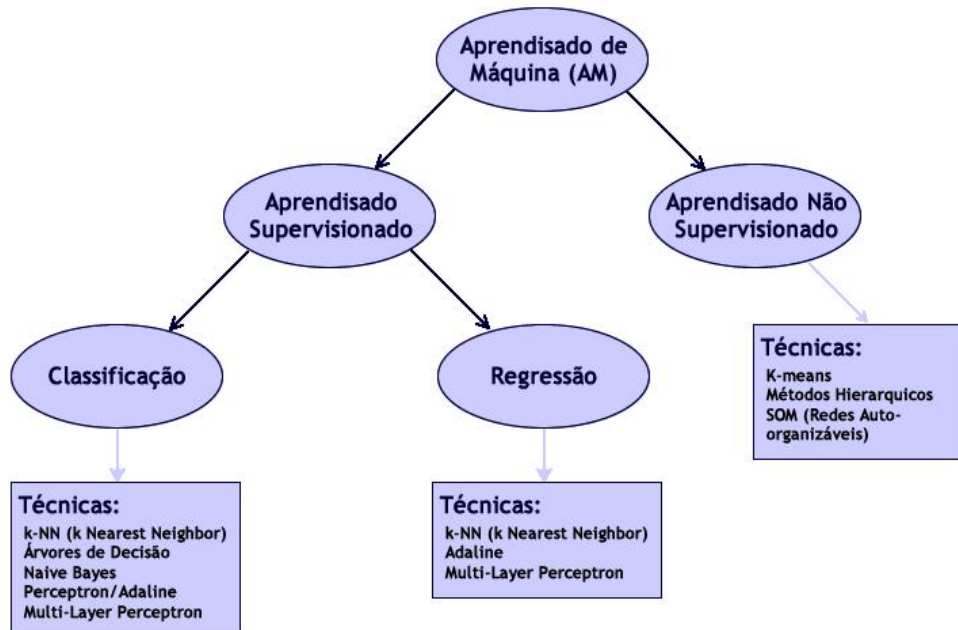 Aprendisado de
Máquina (AM)
Aprendisado
Supervisionado
Aprendisado Não
Supervisionado
Classificação
Regressão
Técnicas:
K-means
Métodos Hierarquicos
SOM (Redes Auto-
organizáveis)
Técnicas:
k-NN (k Nearest Neighbor)
Árvores de Decisão
Naive Bayes
Perceptron/Adaline
Multi-Layer Perceptron
Técnicas:
k-NN (k Nearest Neighbor)
Adaline
Multi-Layer Perceptron